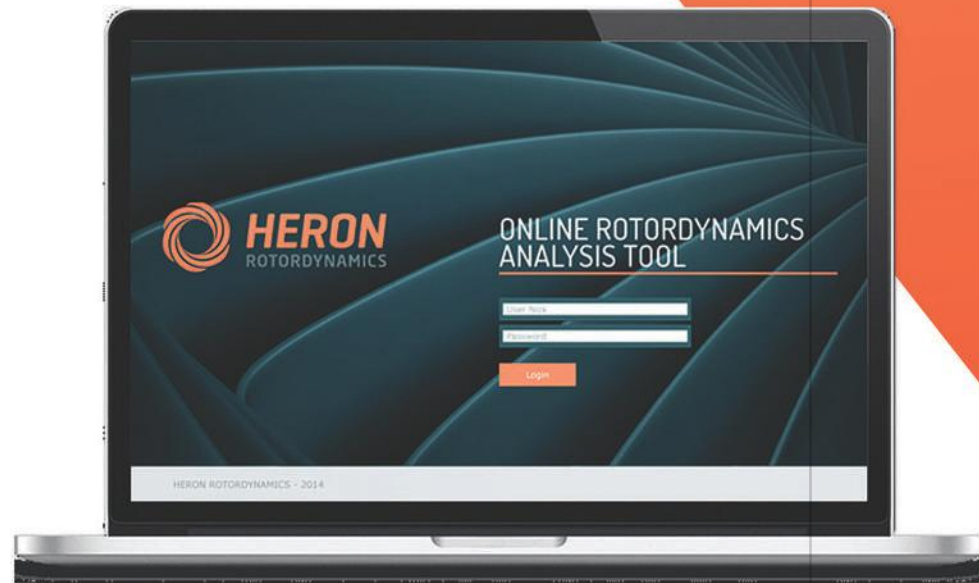 HERON
ROTORDYNAMICS
ONLINE ROTORDYNAMICS
ANALYSIS TOOL
User Nick
Password
Login
HERON ROTORDYNAMICS - 2014